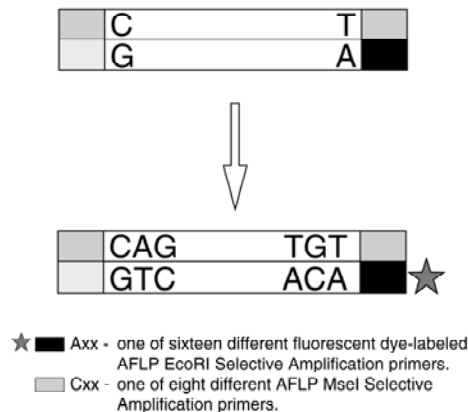 C T
G A
CAG TGT
GTC ACA
Axx - one of sixteen different fluorescent dye-labeled
AFLP EcoRI Selective Amplification primers.
Cxx - one of eight different AFLP MseI Selective
Amplification primers.